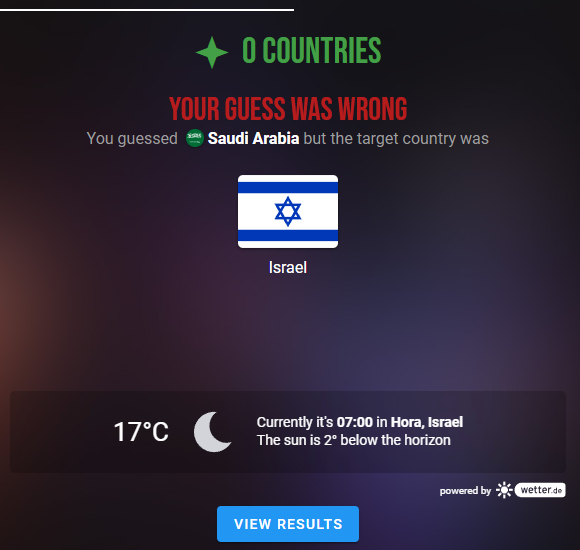 0 COUNTRIES
YOUR GUESS WAS WRONG
You guessed Saudi Arabia but the target country was
Israel
17°C
Currently it's 07:00 in Hora, Israel
The sun is 2° below the horizon
powered by wetter.de
VIEW RESULTS